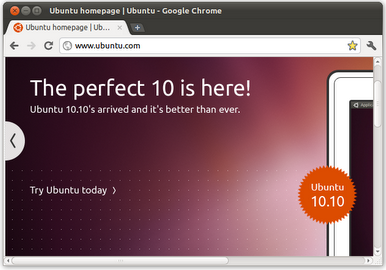 Ubuntu homepage | Ubuntu - Google Chrome
Ubuntu homepage | Ub...
www.ubuntu.com
The perfect 10 is here!
Ubuntu 10.10's arrived and it's better than ever.
Try Ubuntu today
Ubuntu
10.10